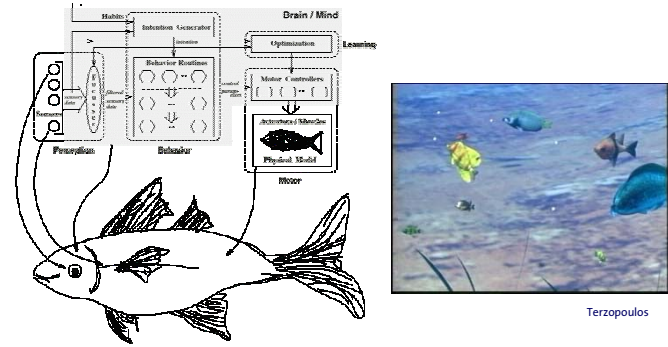 Brain / Mind
Habits
Intention Generator
intention
Optimization
Learning
Behavior Routines
Focusser
Motor Controllers
sensory
data
filtered
sensory
data
Sensors
Actuators/Muscles
Physical Model
Perception
Behavior
Motor
Terzopoulos